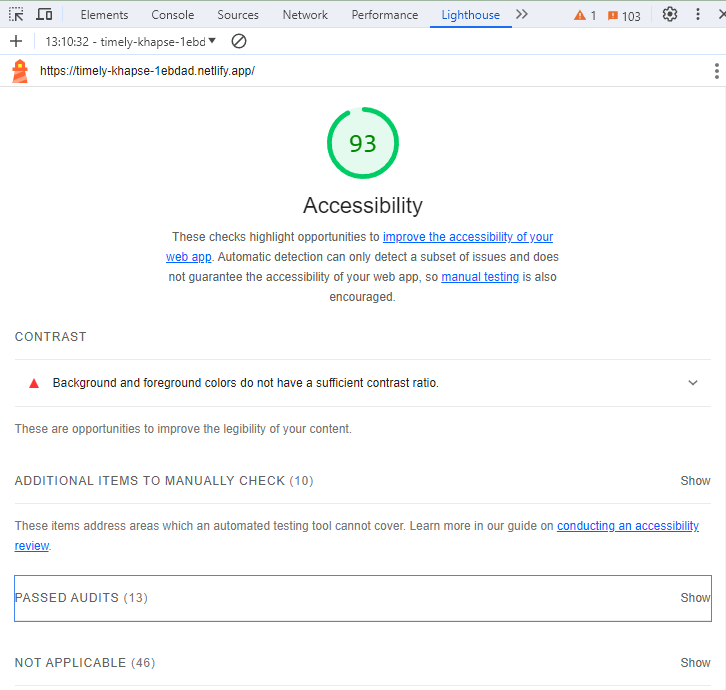 Elements Console Sources Network Performance Lighthouse 1 103
13:10:32 - timely-khapse-1ebd
https://timely-khapse-1ebdad.netlify.app/
93
Accessibility
These checks highlight opportunities to improve the accessibility of your
web app. Automatic detection can only detect a subset of issues and does
not guarantee the accessibility of your web app, so manual testing is also
encouraged.
CONTRAST
Background and foreground colors do not have a sufficient contrast ratio.
These are opportunities to improve the legibility of your content.
ADDITIONAL ITEMS TO MANUALLY CHECK (10) Show
These items address areas which an automated testing tool cannot cover. Learn more in our guide on conducting an accessibility
review.
PASSED AUDITS (13) Show
NOT APPLICABLE (46) Show